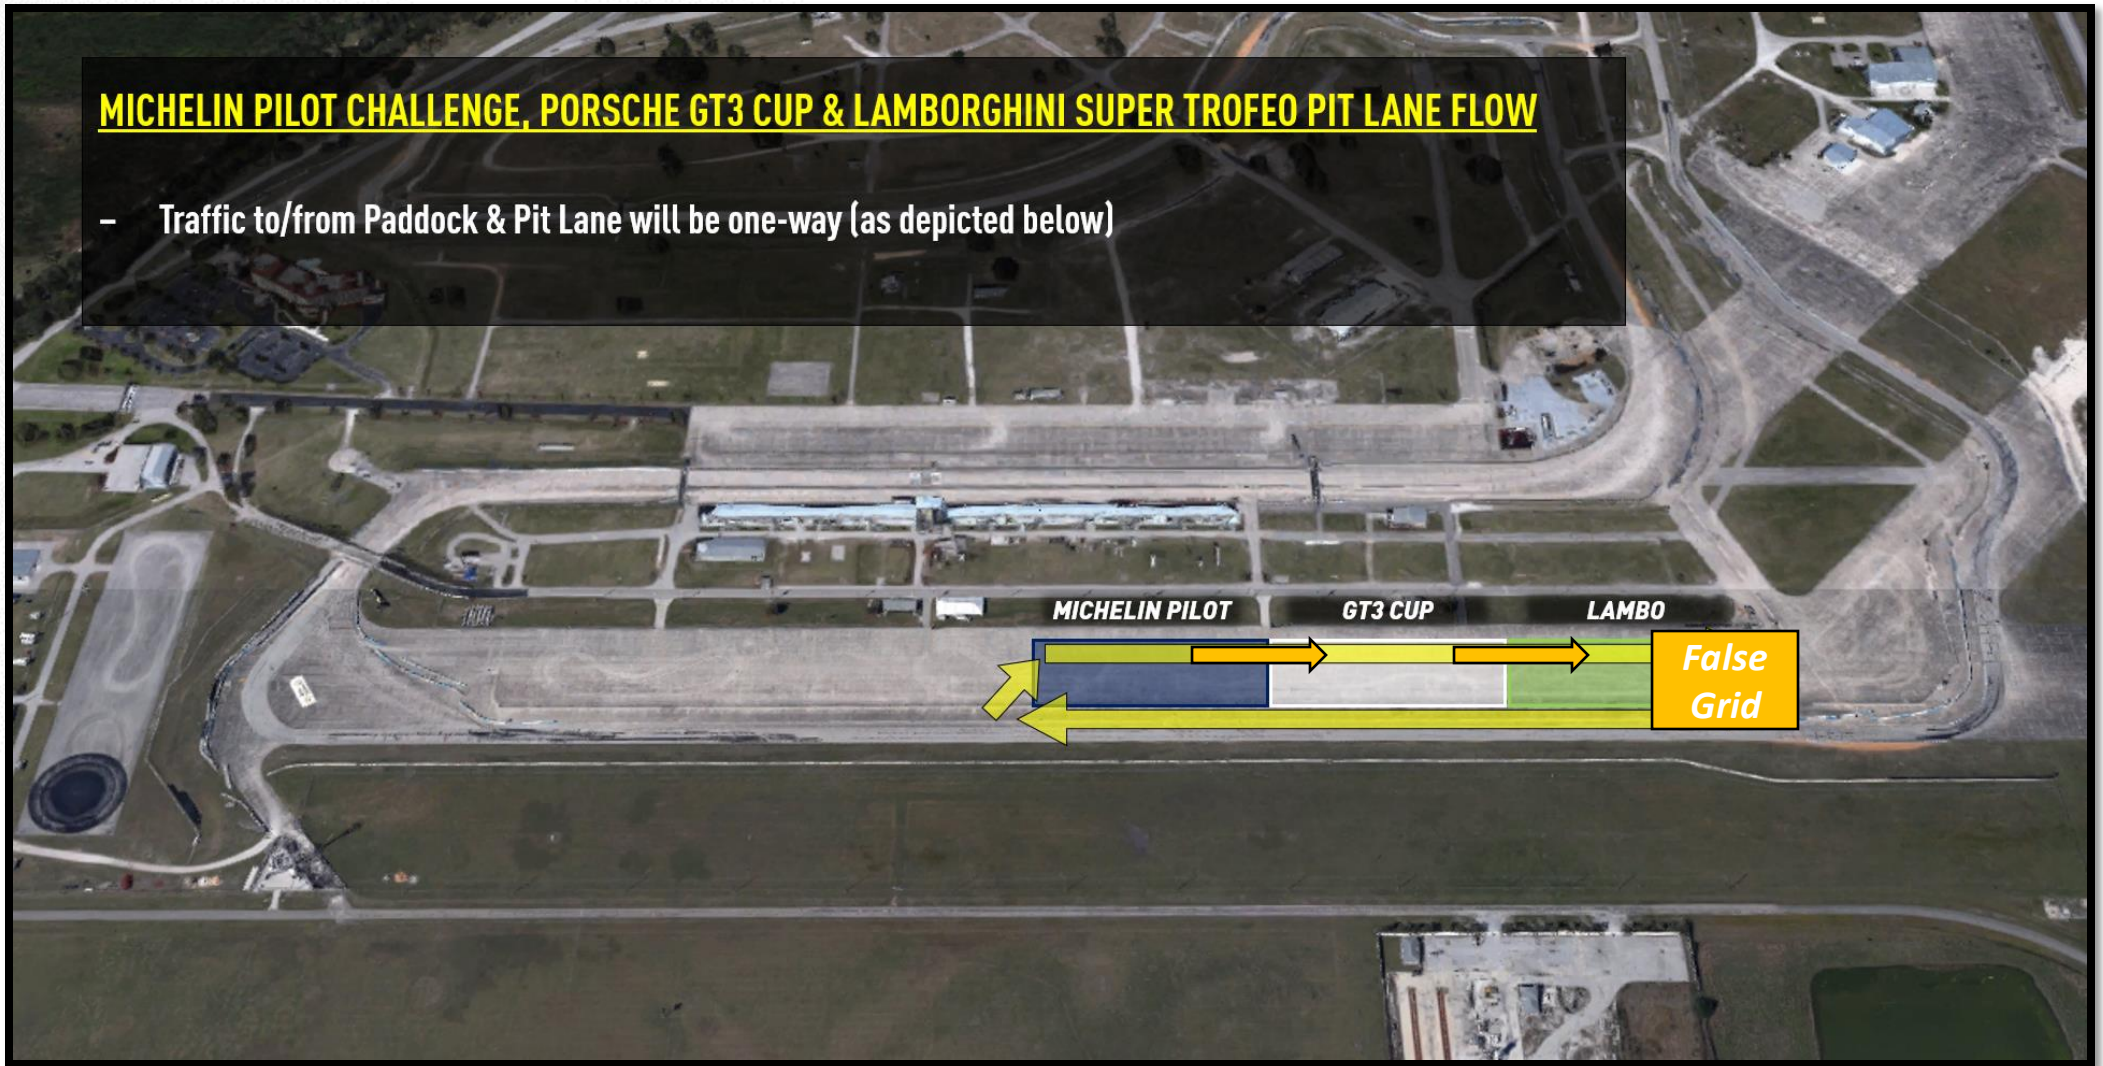 MICHELIN PILOT CHALLENGE, PORSCHE GT3 CUP & LAMBORGHINI SUPER TROFEO PIT LANE FLOW
– Traffic to/from Paddock & Pit Lane will be one-way (as depicted below)
MICHELIN PILOT GT3 CUP LAMBO
False
Grid